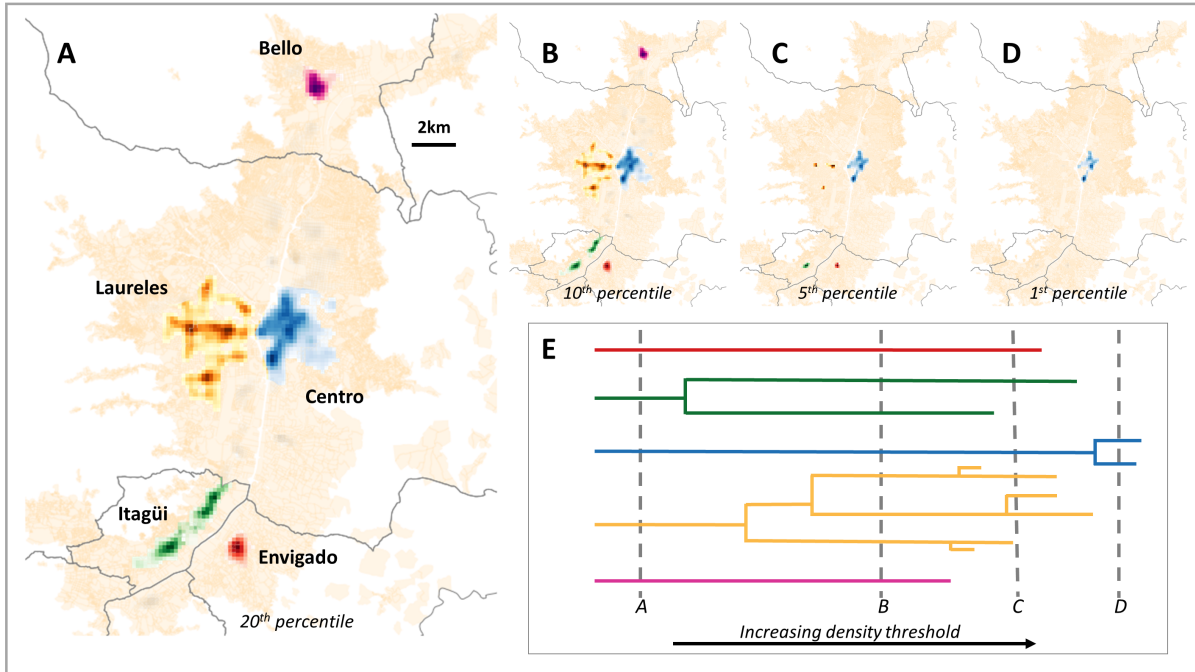 A
Bello
2km
Laureles
Centro
Itagüi
Envigado
20th percentile
B
10th percentile
C
5th percentile
D
1st percentile
E
A
B
C
D
Increasing density threshold